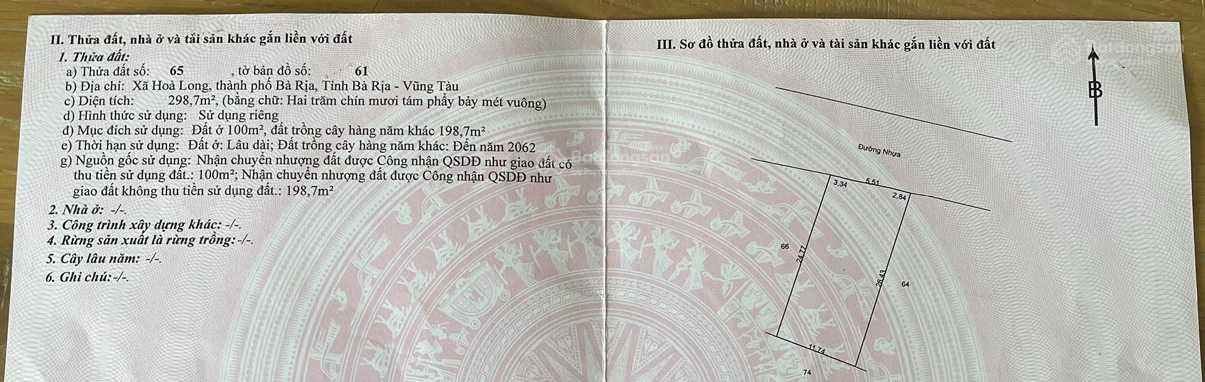 II. Thửa đất, nhà ở và tài sản khác gắn liền với đất
1. Thửa đất:
a) Thửa đất số: 65 , tờ bản đồ số: 61
b) Địa chỉ: Xã Hoà Long, thành phố Bà Rịa, Tỉnh Bà Rịa - Vũng Tàu
c) Diện tích: 298,7m², (bằng chữ: Hai trăm chín mươi tám phẩy bảy mét vuông)
d) Hình thức sử dụng: Sử dụng riêng
đ) Mục đích sử dụng: Đất ở 100m², đất trồng cây hàng năm khác 198,7m²
e) Thời hạn sử dụng: Đất ở: Lâu dài; Đất trồng cây hàng năm khác: Đến năm 2062
g) Nguồn gốc sử dụng: Nhận chuyển nhượng đất được Công nhận QSDĐ như giao đất có
thu tiền sử dụng đất.: 100m²; Nhận chuyển nhượng đất được Công nhận QSDĐ như
giao đất không thu tiền sử dụng đất.: 198,7m²
2. Nhà ở: -/-.
3. Công trình xây dựng khác: -/-.
4. Rừng sản xuất là rừng trồng: -/-.
5. Cây lâu năm: -/-.
6. Ghi chú: -/-.
III. Sơ đồ thửa đất, nhà ở và tài sản khác gắn liền với đất
Batdongsan
B
Đường Nhựa
3.34
5.51
2.84
66
24.77
26.43
64
11.74
74
Batdongsan